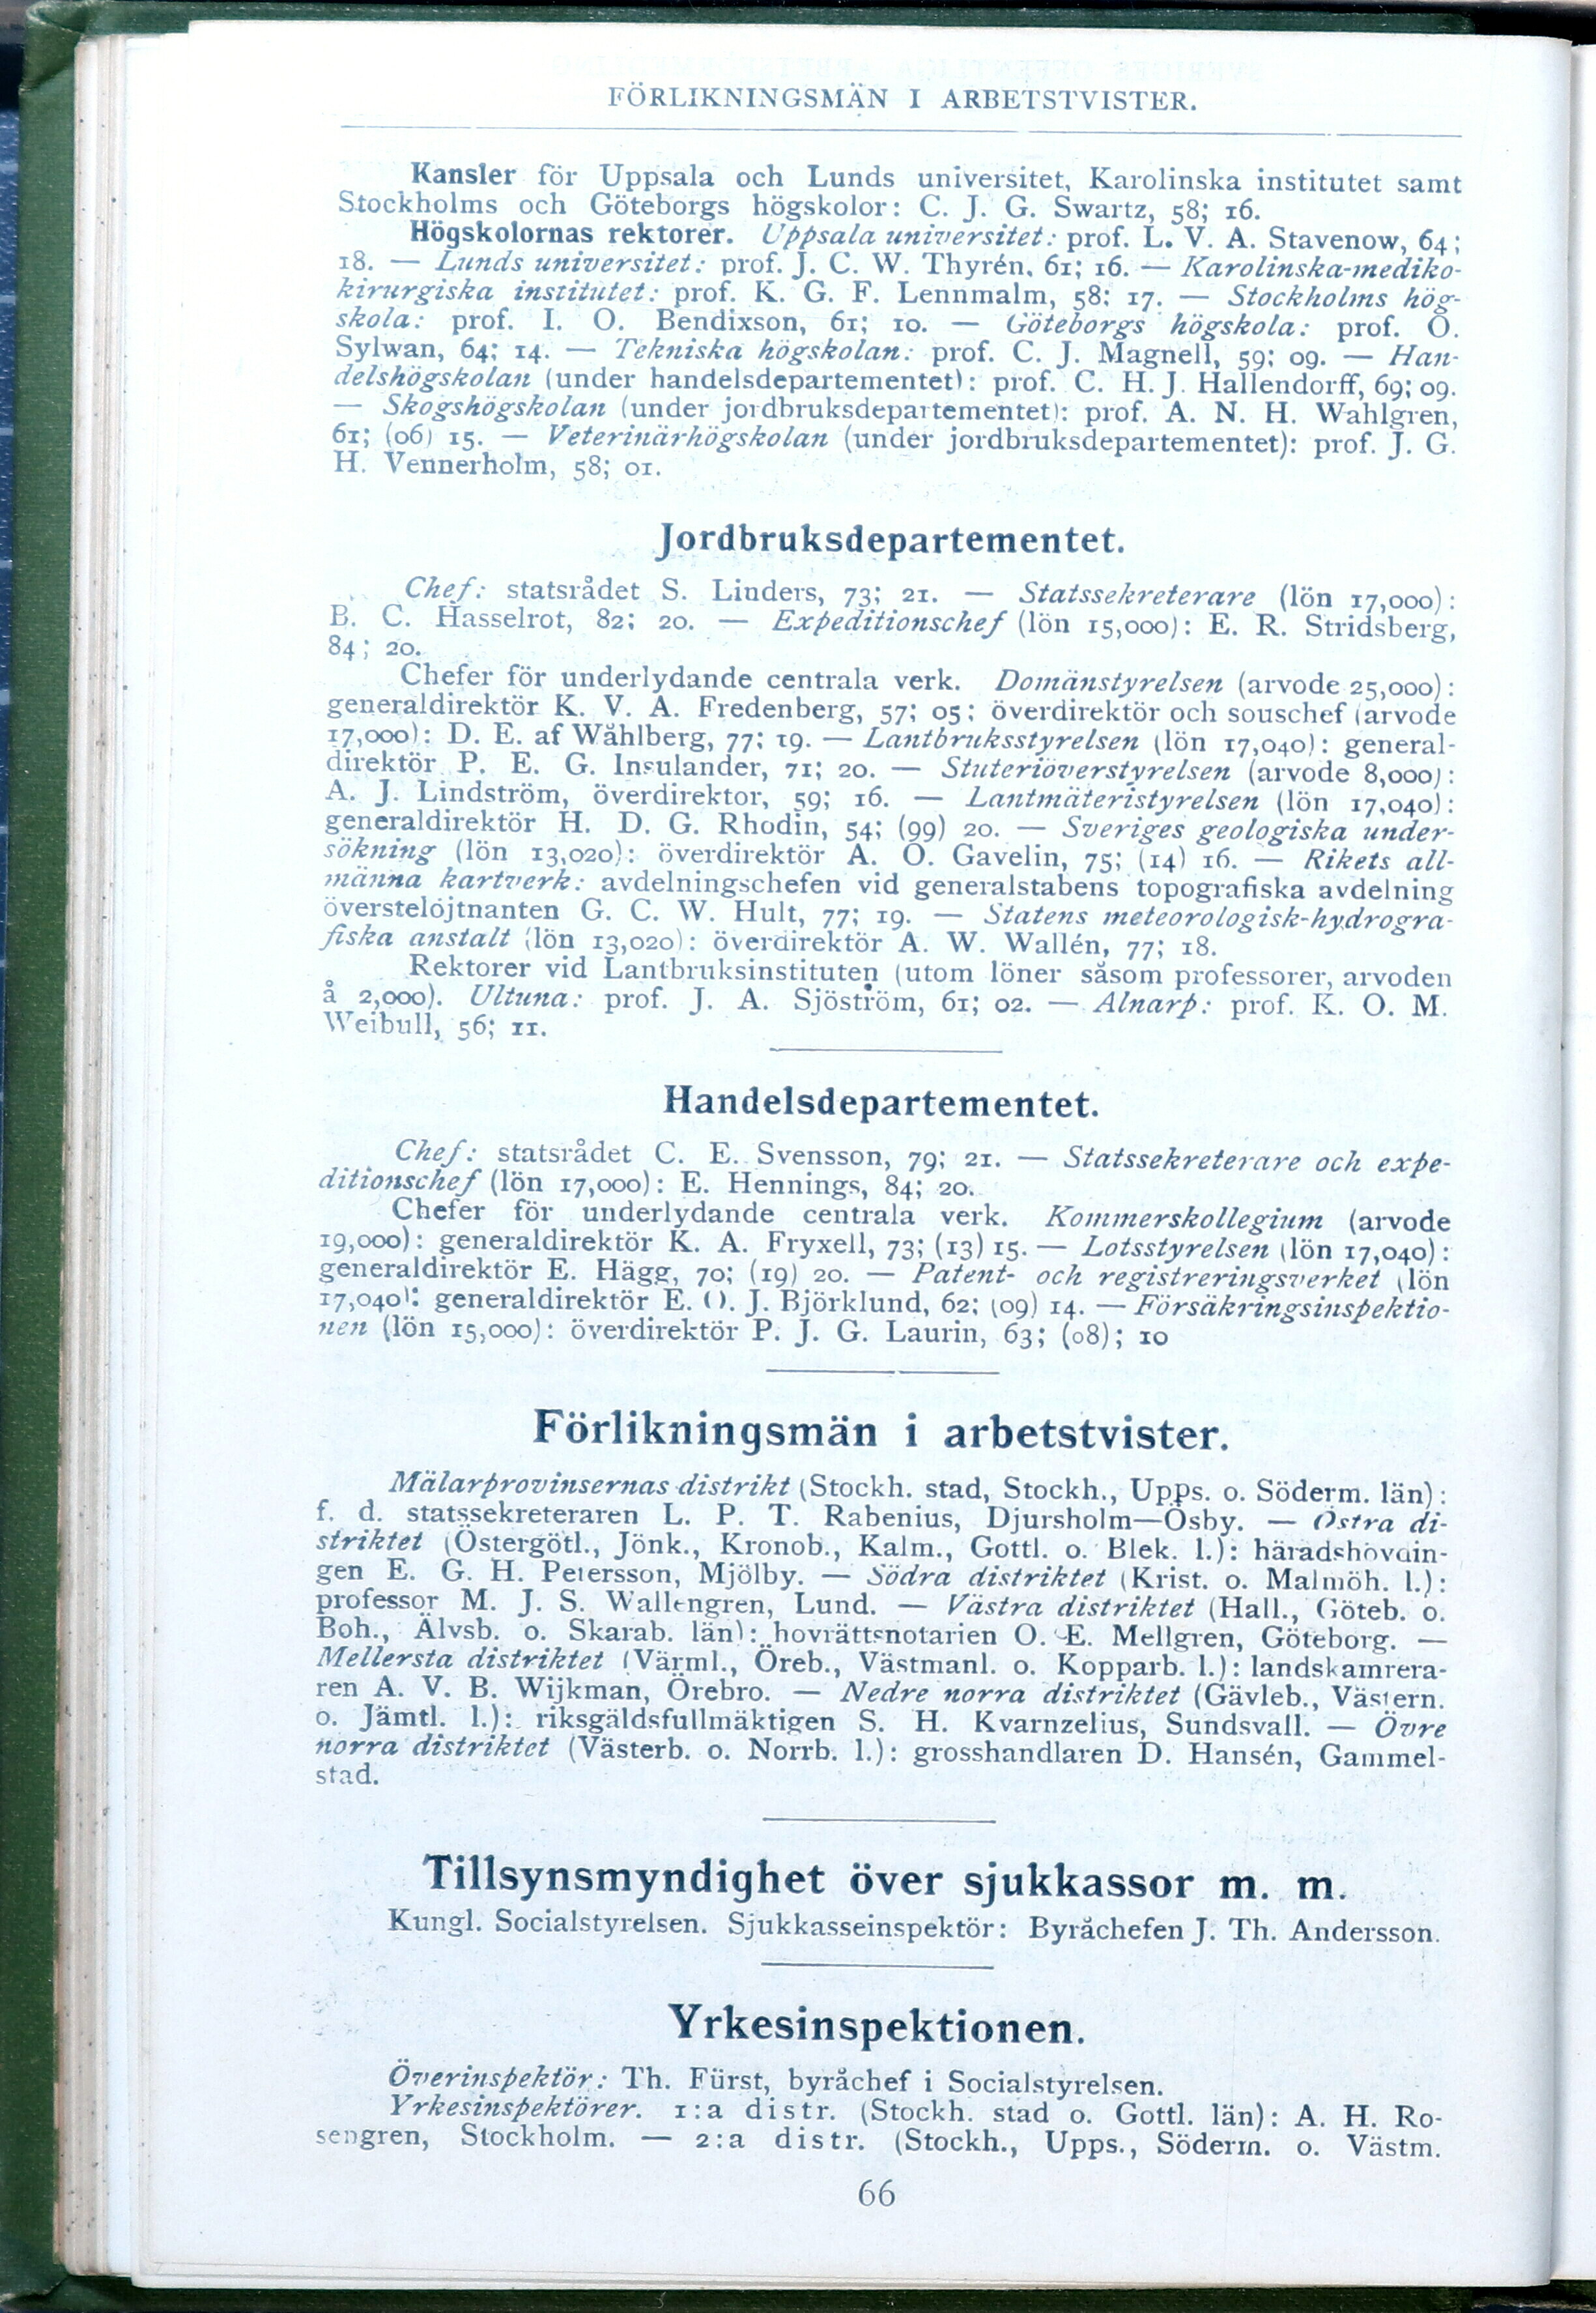 FÖRLIKNINGSMÄN I ARBETSTVISTER.
Kansler för Uppsala och Lunds universitet, Karolinska institutet samt
Stockholms och Göteborgs högskolor: C. J. G. Swartz, 58; 16.
Högskolornas rektorer. Uppsala universitet: prof. L. V. A. Stavenow, 64;
18. — Lunds universitet: prof. J. C. W. Thyrén, 61; 16. — Karolinska-mediko-
kirurgiska institutet: prof. K. G. F. Lennmalm, 58; 17. — Stockholms hög-
skola: prof. I. O. Bendixson, 61; 10. — Göteborgs högskola: prof. O.
Sylwan, 64; 14. — Tekniska högskolan: prof. C. J. Magnell, 59; 09. — Han-
delshögskolan (under handelsdepartementet): prof. C. H. J. Hallendorff, 69; 09.
— Skogshögskolan (under jordbruksdepartementet): prof. A. N. H. Wahlgren,
61; (06) 15. — Veterinärhögskolan (under jordbruksdepartementet): prof. J. G.
H. Vennerholm, 58; 01.
Jordbruksdepartementet.
Chef: statsrådet S. Linders, 73; 21. — Statssekreterare (lön 17,000):
B. C. Hasselrot, 82; 20. — Expeditionschef (lön 15,000): E. R. Stridsberg,
84; 20.
Chefer för underlydande centrala verk. Domänstyrelsen (arvode 25,000):
generaldirektör K. V. A. Fredenberg, 57; 05; överdirektör och souschef (arvode
17,000): D. E. af Wåhlberg, 77; 19. — Lantbruksstyrelsen (lön 17,040): general-
direktör P. E. G. Insulander, 71; 20. — Stuteriöverstyrelsen (arvode 8,000):
A. J. Lindström, överdirektor, 59; 16. — Lantmäteristyrelsen (lön 17,040):
generaldirektör H. D. G. Rhodin, 54; (99) 20. — Sveriges geologiska under-
sökning (lön 13,020): överdirektör A. O. Gavelin, 75; (14) 16. — Rikets all-
männa kartverk: avdelningschefen vid generalstabens topografiska avdelning
överstelöjtnanten G. C. W. Hult, 77; 19. — Statens meteorologisk-hydrogra-
fiska anstalt (lön 13,020): överdirektör A. W. Wallén, 77; 18.
Rektorer vid Lantbruksinstituten (utom löner såsom professorer, arvoden
å 2,000). Ultuna: prof. J. A. Sjöström, 61; 02. — Alnarp: prof. K. O. M.
Weibull, 56; 11.
Handelsdepartementet.
Chef: statsrådet C. E. Svensson, 79; 21. — Statssekreterare och expe-
ditionschef (lön 17,000): E. Hennings, 84; 20.
Chefer för underlydande centrala verk. Kommerskollegium (arvode
19,000): generaldirektör K. A. Fryxell, 73; (13) 15. — Lotsstyrelsen (lön 17,040):
generaldirektör E. Hägg, 70; (19) 20. — Patent- och registreringsverket (lön
17,040): generaldirektör E. O. J. Björklund, 62; (09) 14. — Försäkringsinspektio-
nen (lön 15,000): överdirektör P. J. G. Laurin, 63; (08); 10
Förlikningsmän i arbetstvister.
Mälarprovinsernas distrikt (Stockh. stad, Stockh., Upps. o. Söderm. län):
f. d. statssekreteraren L. P. T. Rabenius, Djursholm—Ösby. — Östra di-
striktet (Östergötl., Jönk., Kronob., Kalm., Gottl. o. Blek. l.): häradshövdin-
gen E. G. H. Petersson, Mjölby. — Södra distriktet (Krist. o. Malmöh. l.):
professor M. J. S. Wallengren, Lund. — Västra distriktet (Hall., Göteb. o.
Boh., Älvsb. o. Skarab. län): hovrättsnotarien O. E. Mellgren, Göteborg. —
Mellersta distriktet (Värml., Öreb., Västmanl. o. Kopparb. l.): landskamrera-
ren A. V. B. Wijkman, Örebro. — Nedre norra distriktet (Gävleb., Västern.
o. Jämtl. l.): riksgäldsfullmäktigen S. H. Kvarnzelius, Sundsvall. — Övre
norra distriktet (Västerb. o. Norrb. l.): grosshandlaren D. Hansén, Gammel-
stad.
Tillsynsmyndighet över sjukkassor m. m.
Kungl. Socialstyrelsen. Sjukkasseinspektör: Byråchefen J. Th. Andersson.
Yrkesinspektionen.
Överinspektör: Th. Fürst, byråchef i Socialstyrelsen.
Yrkesinspektörer. 1:a distr. (Stockh. stad o. Gottl. län): A. H. Ro-
sengren, Stockholm. — 2:a distr. (Stockh., Upps., Söderm. o. Västm.
66